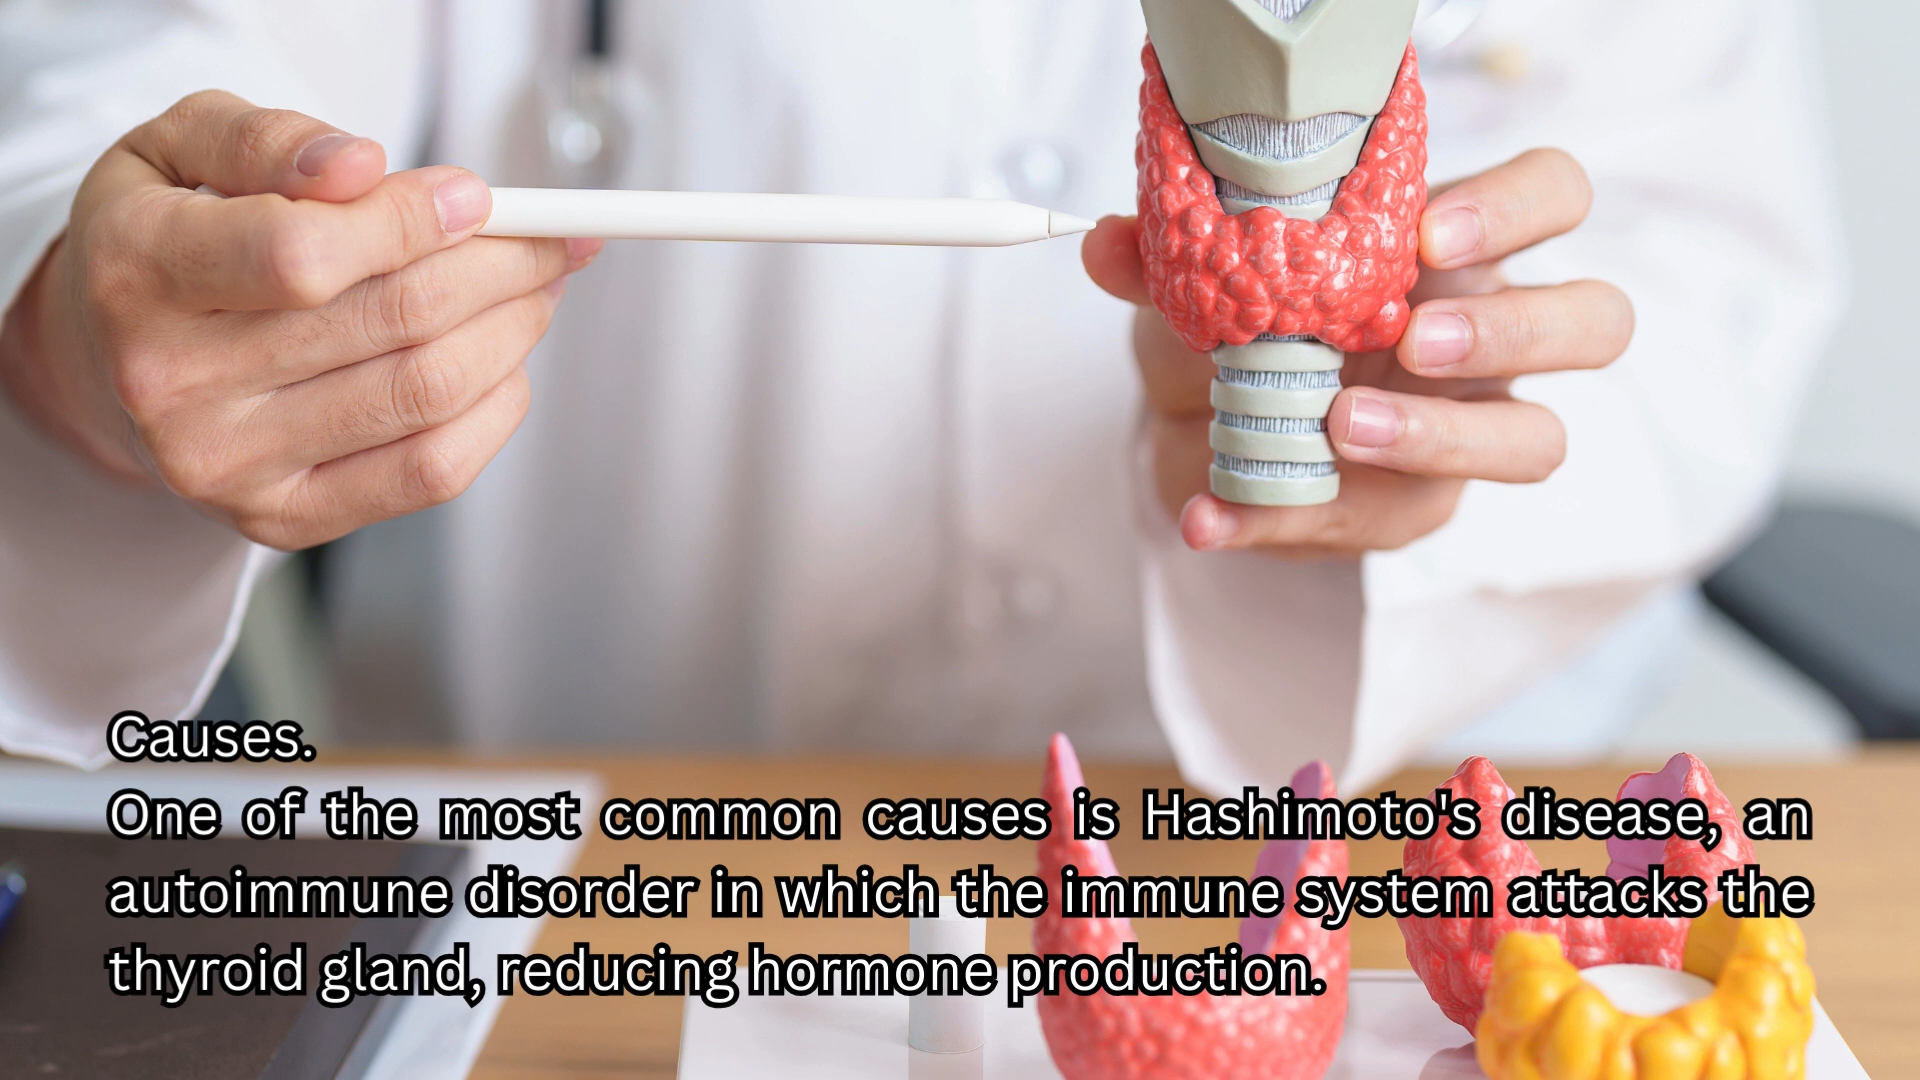 Causes.
One of the most common causes is Hashimoto's disease, an
autoimmune disorder in which the immune system attacks the
thyroid gland, reducing hormone production.